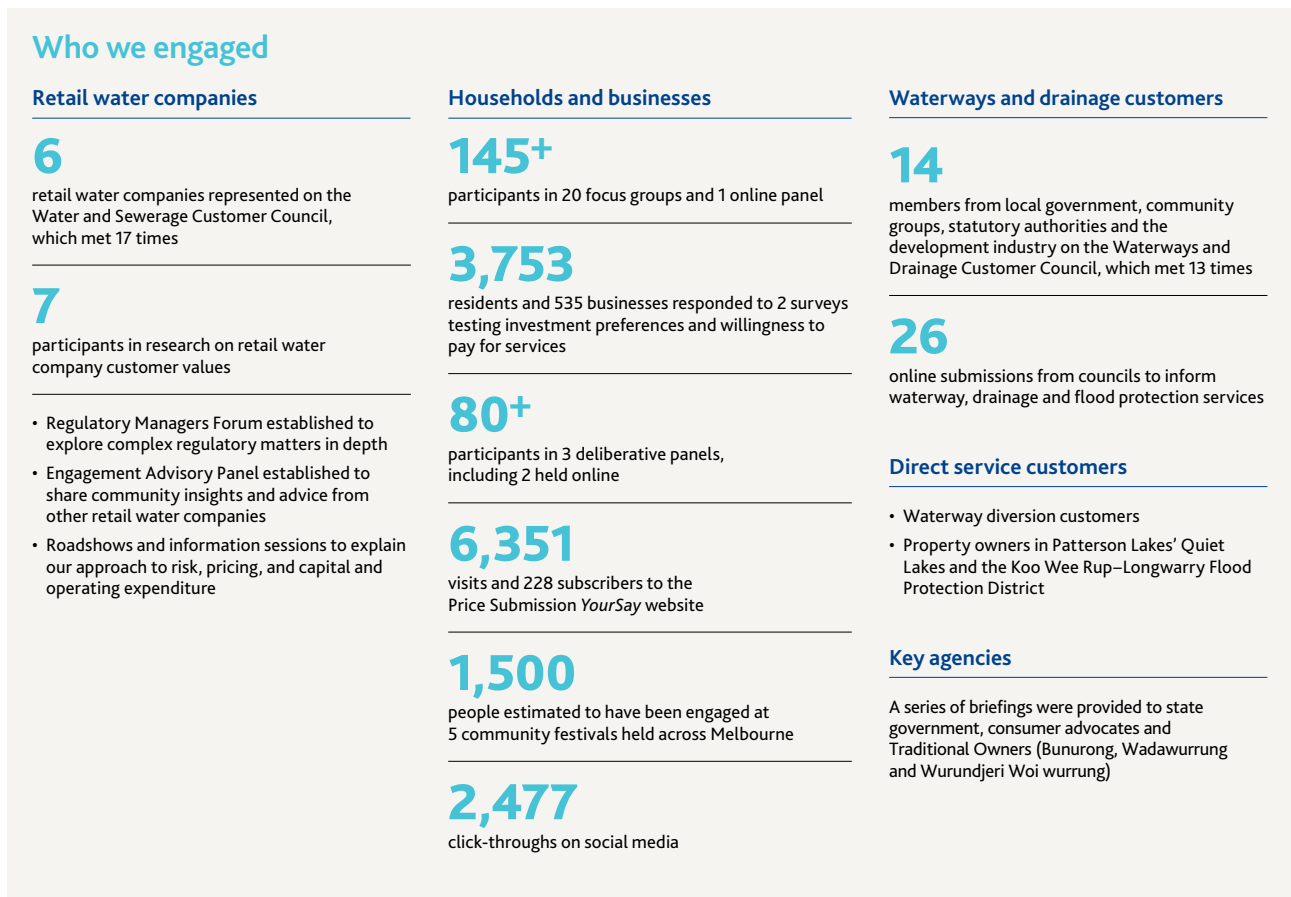 Who we engaged
Retail water companies
6
retail water companies represented on the
Water and Sewerage Customer Council,
which met 17 times
7
participants in research on retail water
company customer values
• Regulatory Managers Forum established to
explore complex regulatory matters in depth
• Engagement Advisory Panel established to
share community insights and advice from
other retail water companies
• Roadshows and information sessions to explain
our approach to risk, pricing, and capital and
operating expenditure
Households and businesses
145+
participants in 20 focus groups and 1 online panel
3,753
residents and 535 businesses responded to 2 surveys
testing investment preferences and willingness to
pay for services
80+
participants in 3 deliberative panels,
including 2 held online
6,351
visits and 228 subscribers to the
Price Submission YourSay website
1,500
people estimated to have been engaged at
5 community festivals held across Melbourne
2,477
click-throughs on social media
Waterways and drainage customers
14
members from local government, community
groups, statutory authorities and the
development industry on the Waterways and
Drainage Customer Council, which met 13 times
26
online submissions from councils to inform
waterway, drainage and flood protection services
Direct service customers
• Waterway diversion customers
• Property owners in Patterson Lakes' Quiet
Lakes and the Koo Wee Rup–Longwarry Flood
Protection District
Key agencies
A series of briefings were provided to state
government, consumer advocates and
Traditional Owners (Bunurong, Wadawurrung
and Wurundjeri Woi wurrung)